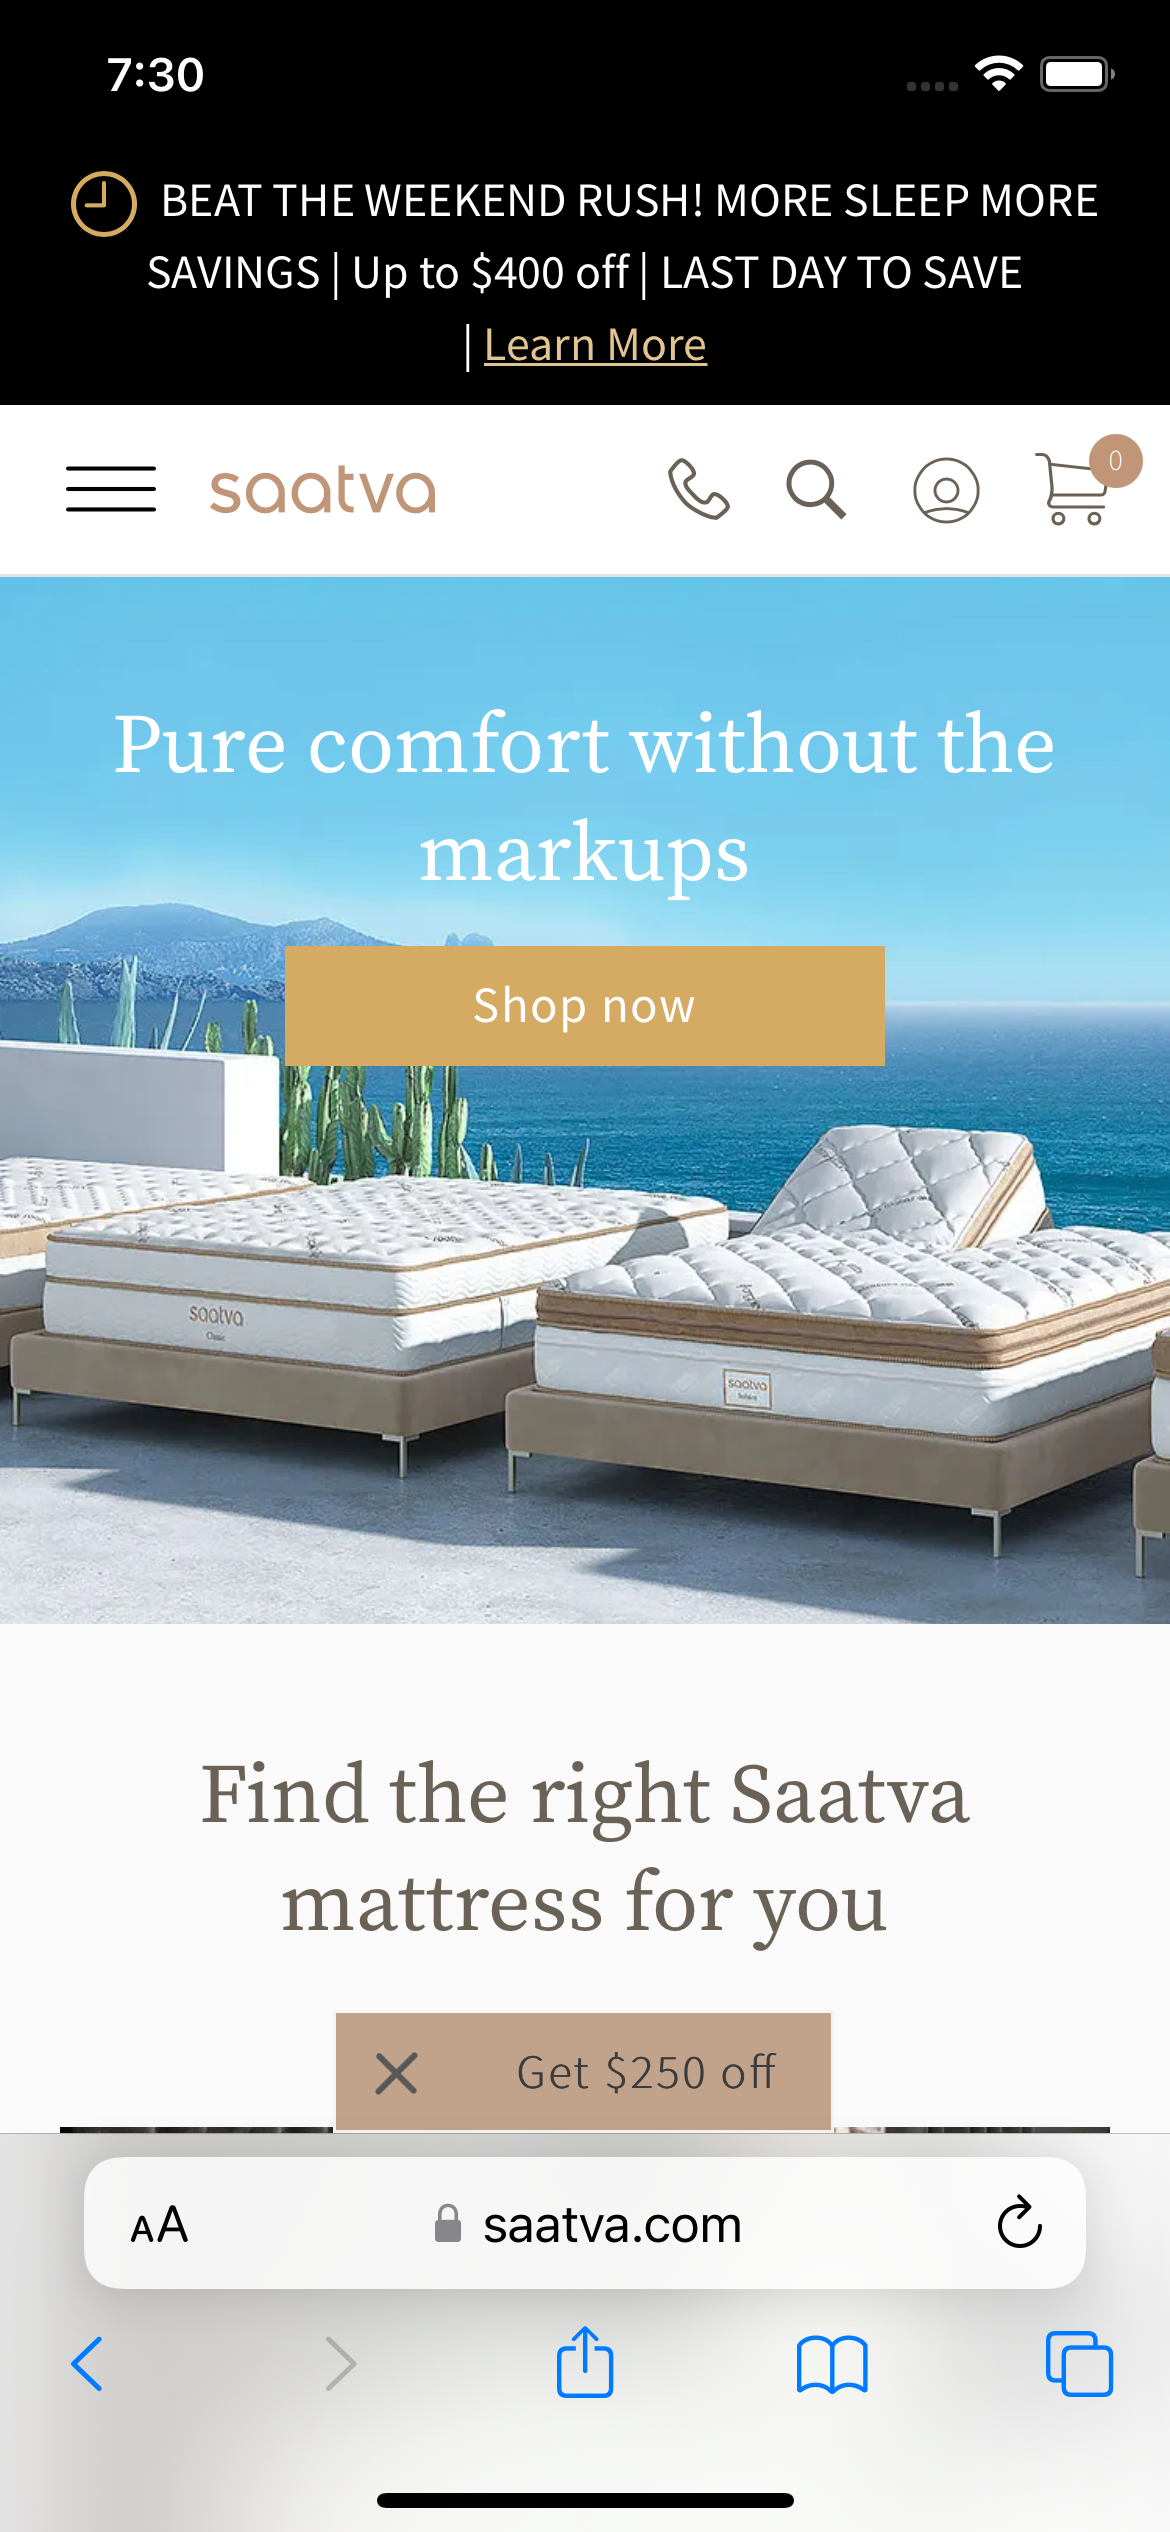 7:30
BEAT THE WEEKEND RUSH! MORE SLEEP MORE
SAVINGS | Up to $400 off | LAST DAY TO SAVE
| Learn More
saatva
0
Pure comfort without the
markups
Shop now
saatva
Classic
saatva
Find the right Saatva
mattress for you
Get $250 off
AA
saatva.com